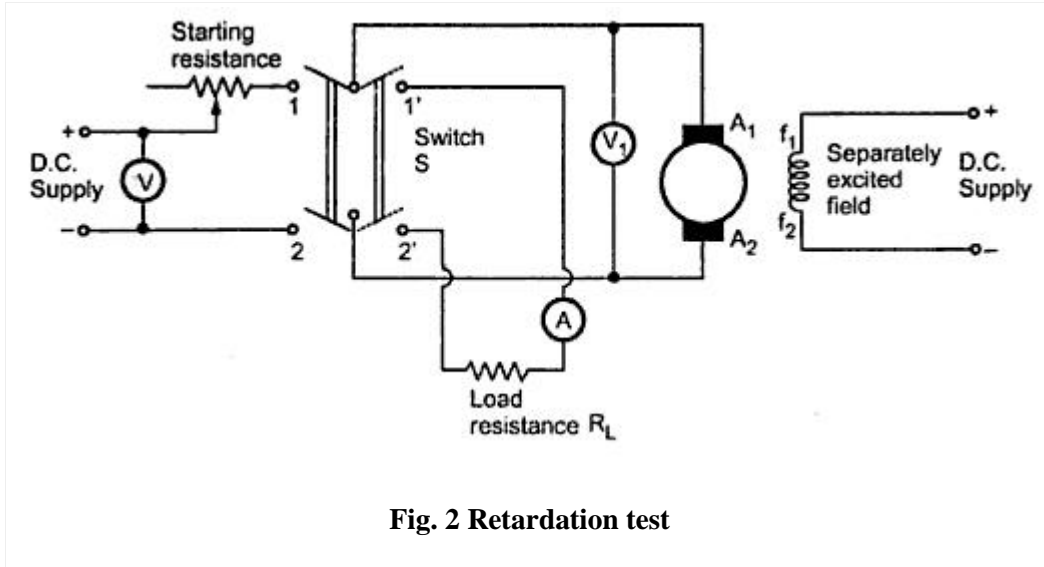 Starting
resistance
1
1'
+
V
D.C.
Supply
–
Switch
S
2
2'
V1
A1
A2
f1
f2
Separately
excited
field
+
D.C.
Supply
–
A
Load
resistance RL
Fig. 2 Retardation test